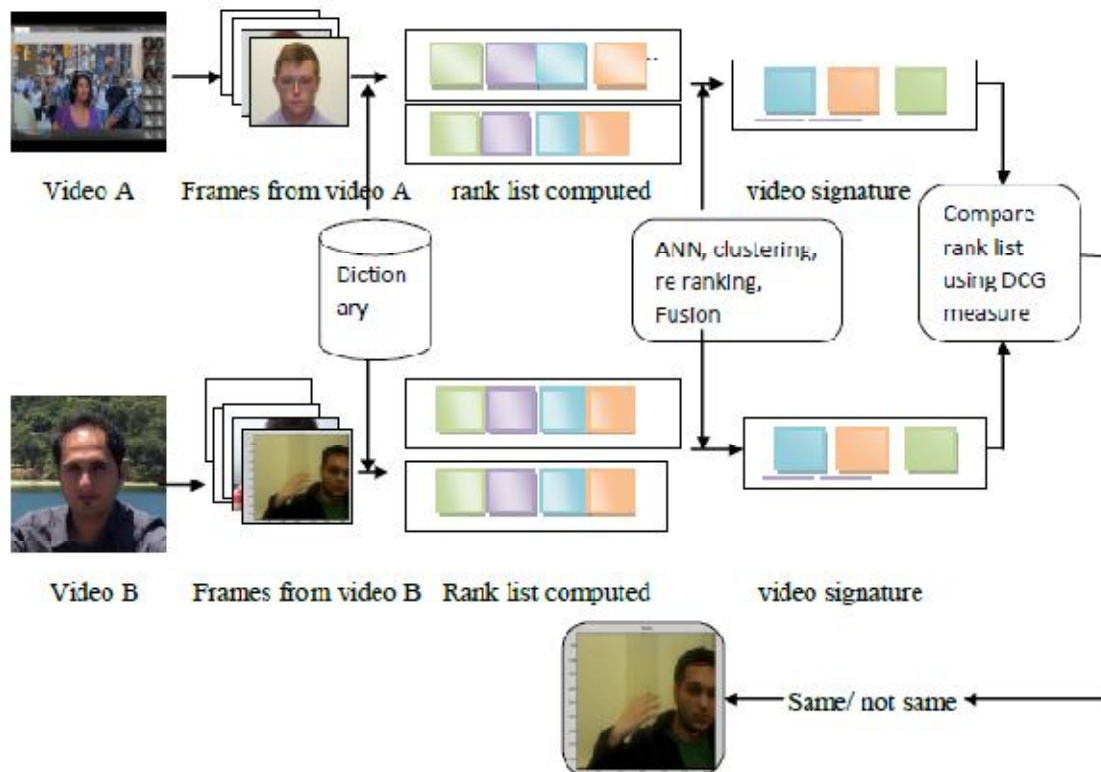 Video A
Frames from video A
rank list computed
video signature
Diction
ary
ANN, clustering,
re ranking,
Fusion
Compare
rank list
using DCG
measure
Video B
Frames from video B
Rank list computed
video signature
Same/ not same